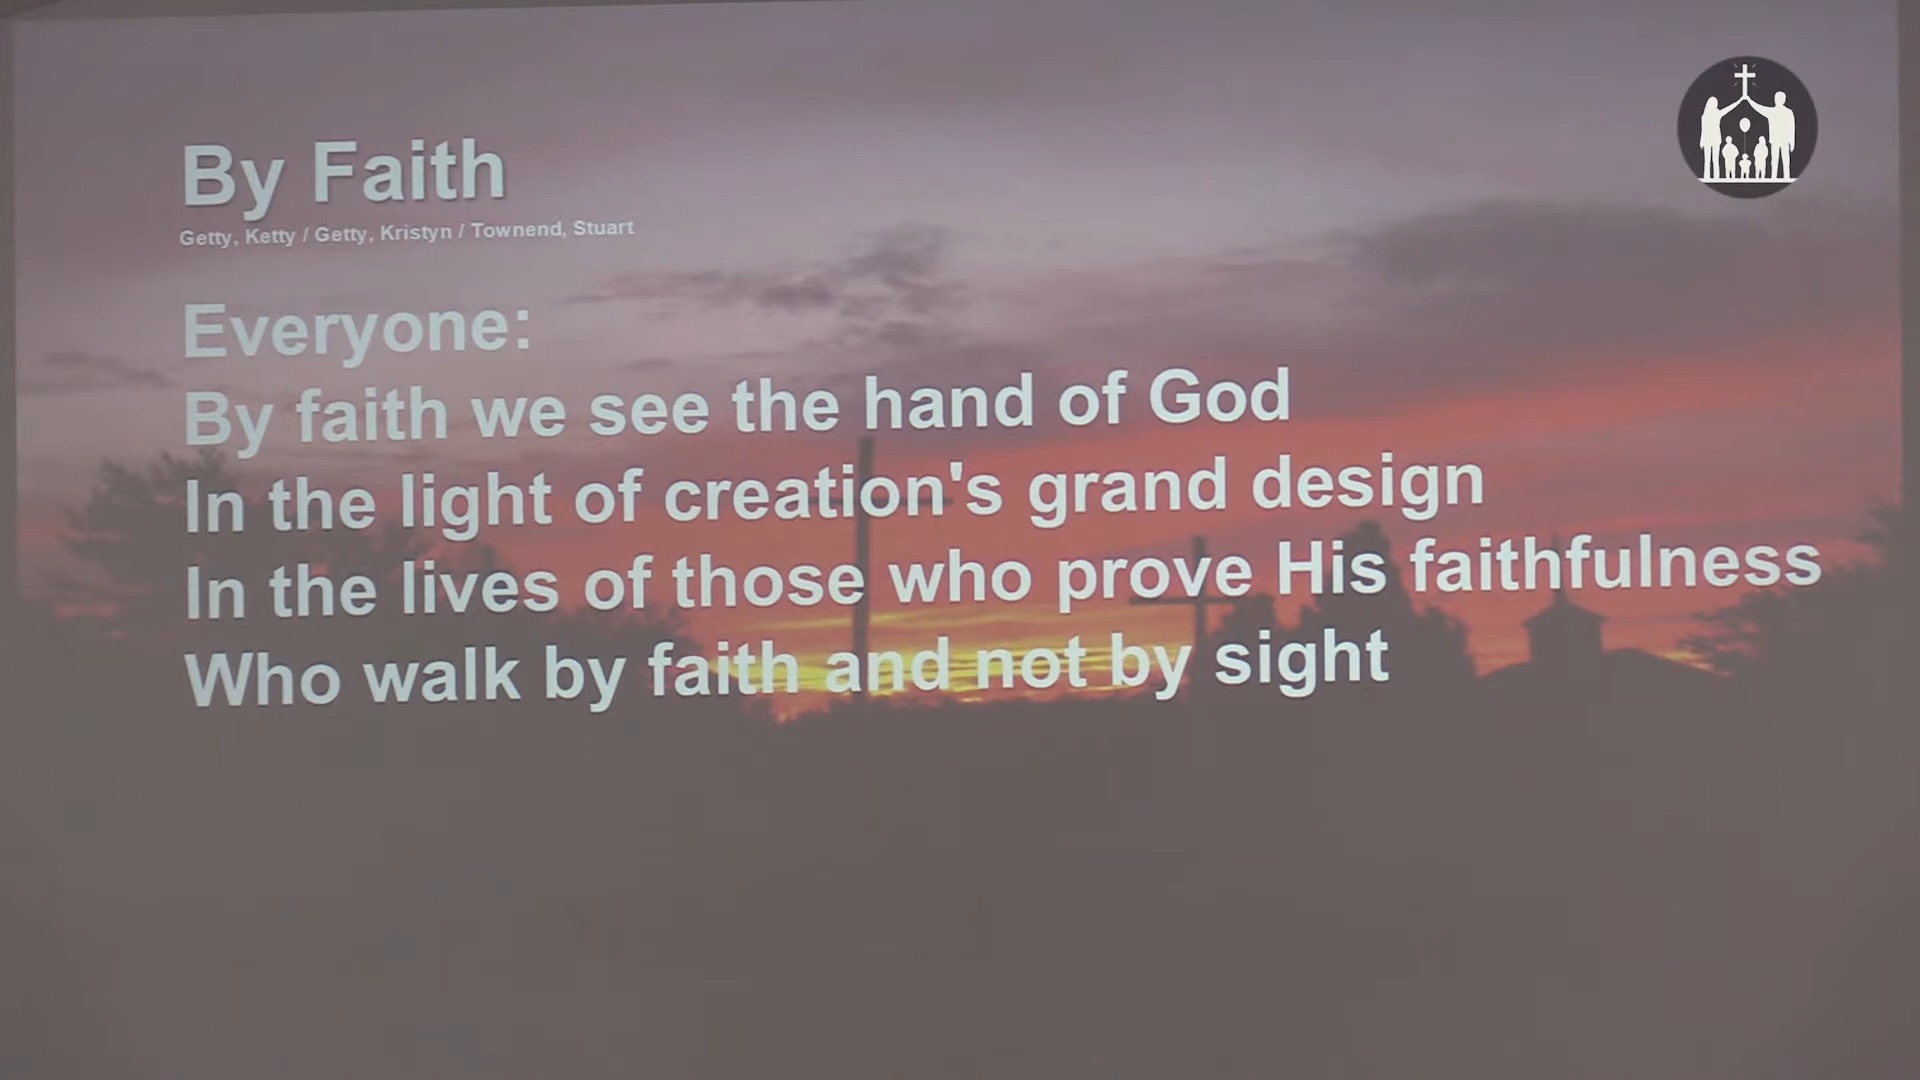 By Faith
Getty, Ketty / Getty, Kristyn / Townend, Stuart
Everyone:
By faith we see the hand of God
In the light of creation's grand design
In the lives of those who prove His faithfulness
Who walk by faith and not by sight